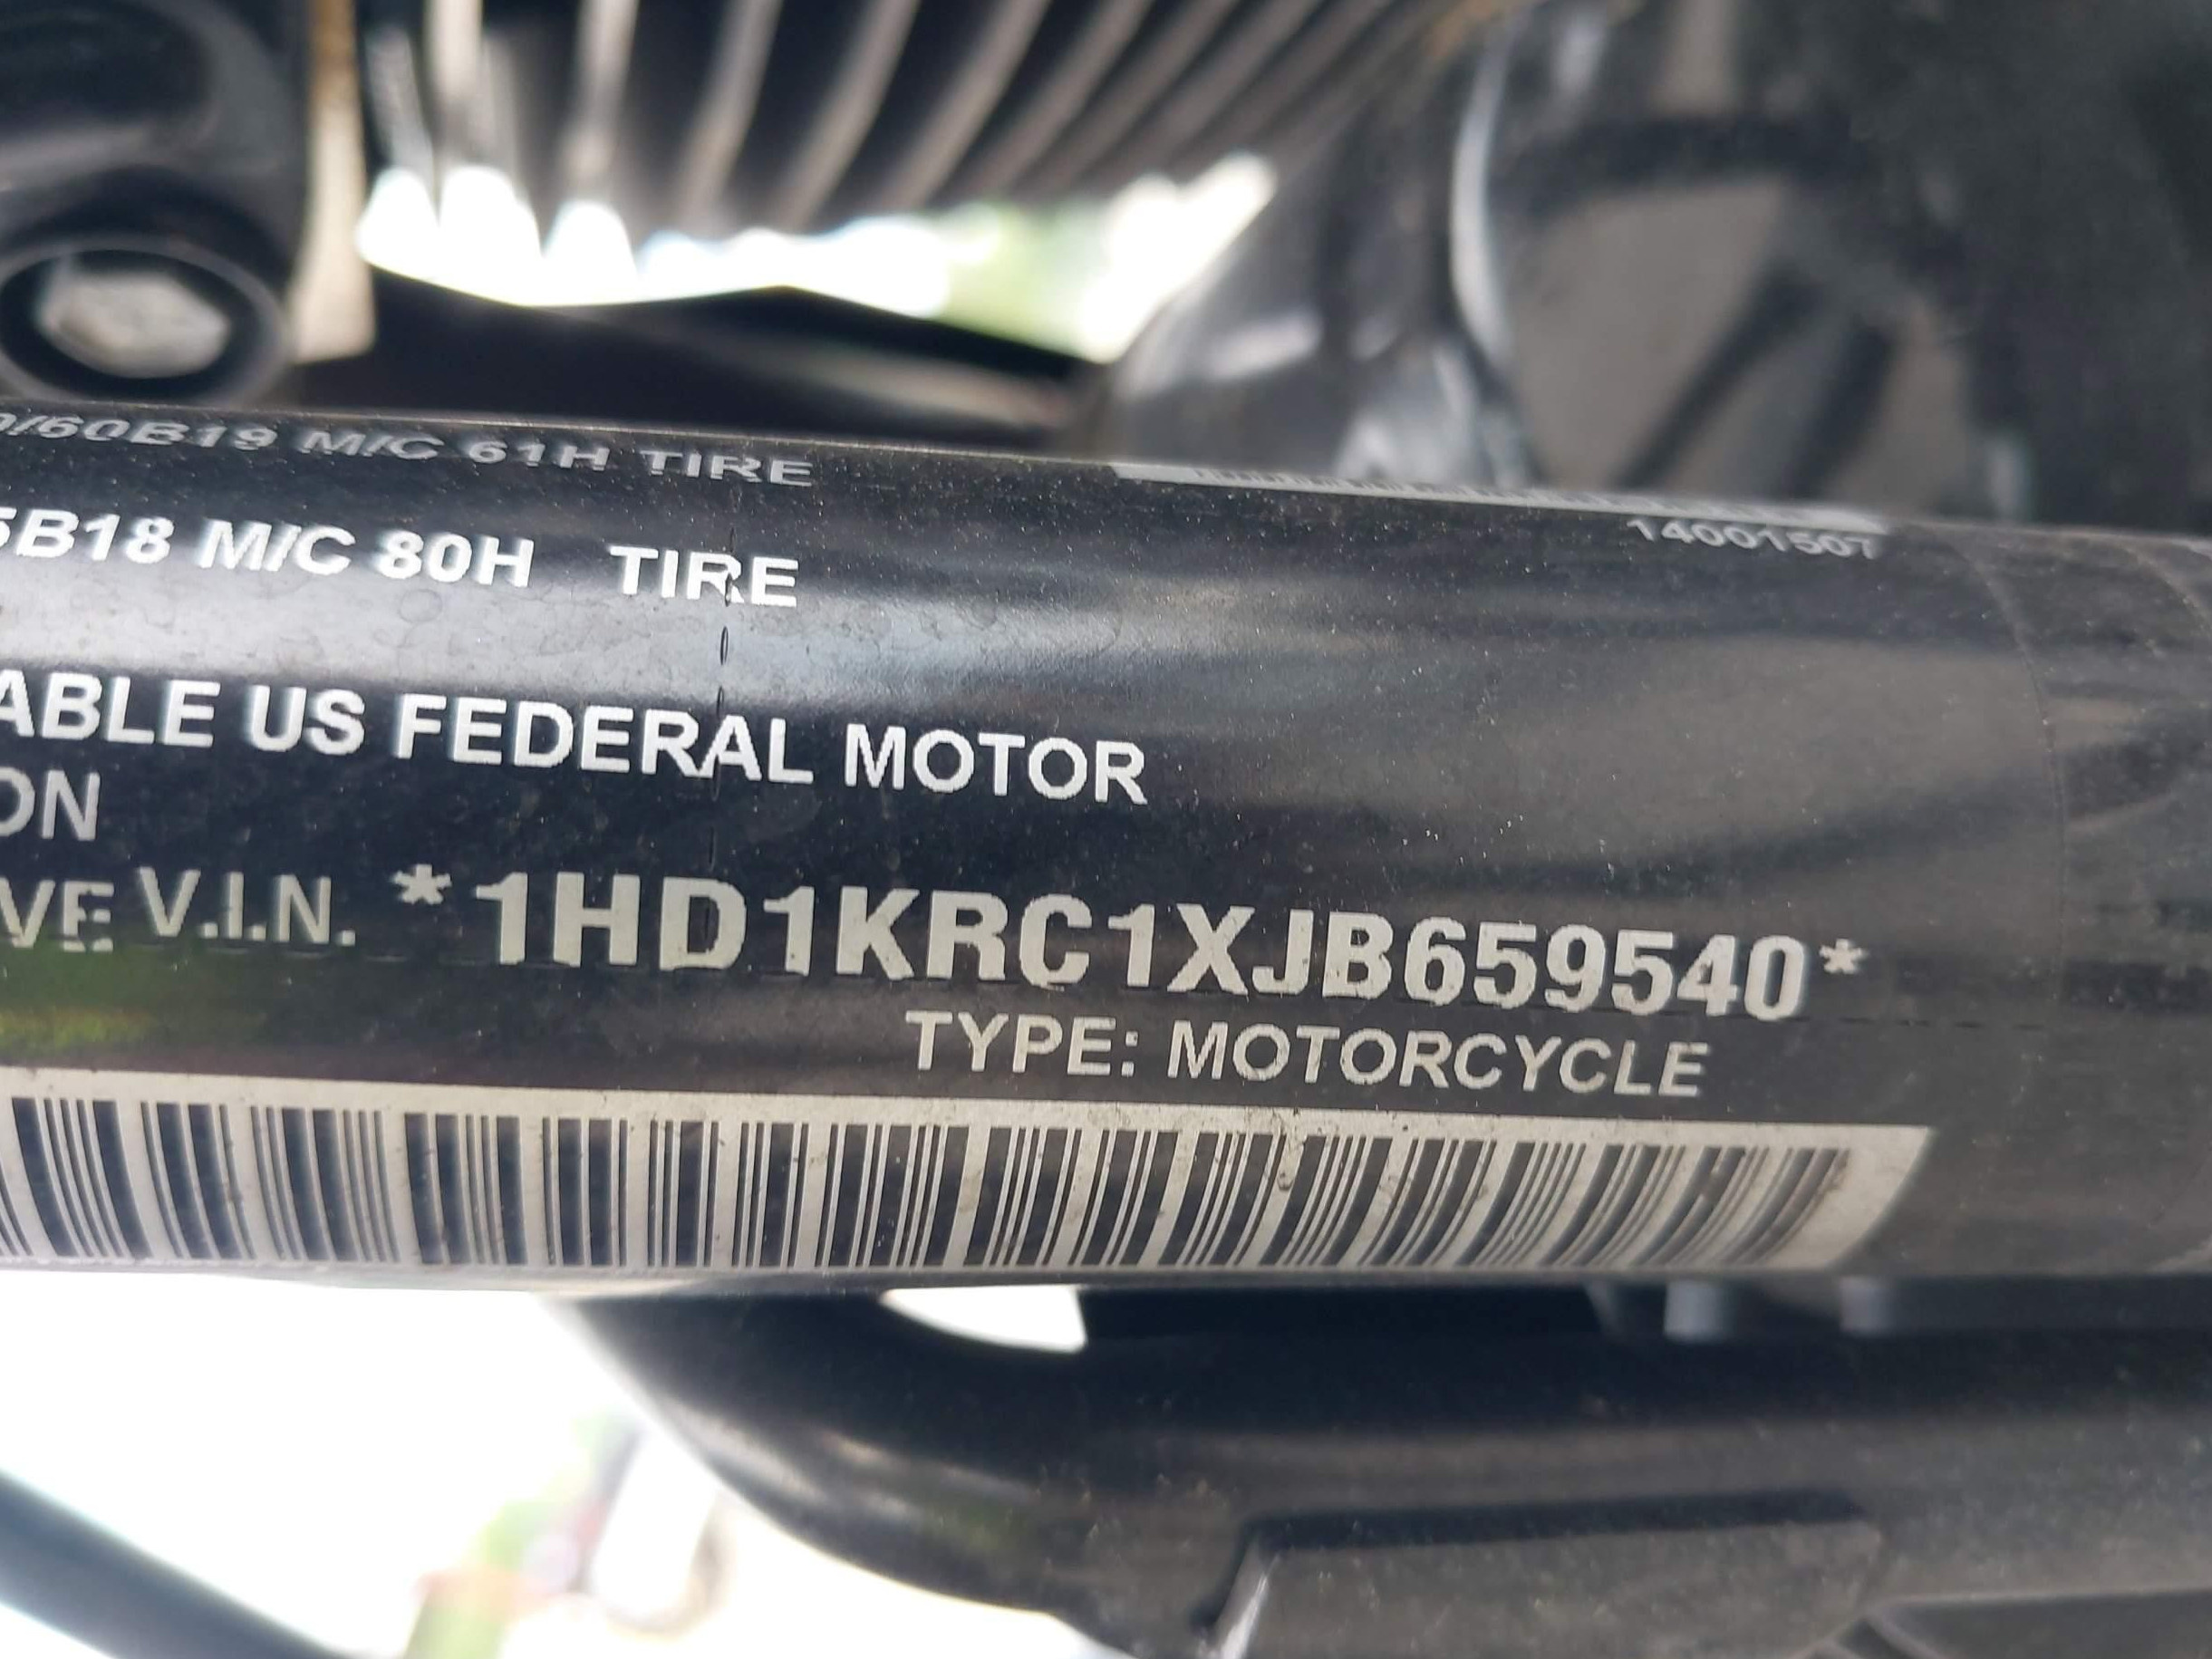 /60B19 M/C 61H TIRE
14001507
5B18 M/C 80H TIRE
ABLE US FEDERAL MOTOR
ON
VE V.I.N. *1HD1KRC1XJB659540*
TYPE: MOTORCYCLE